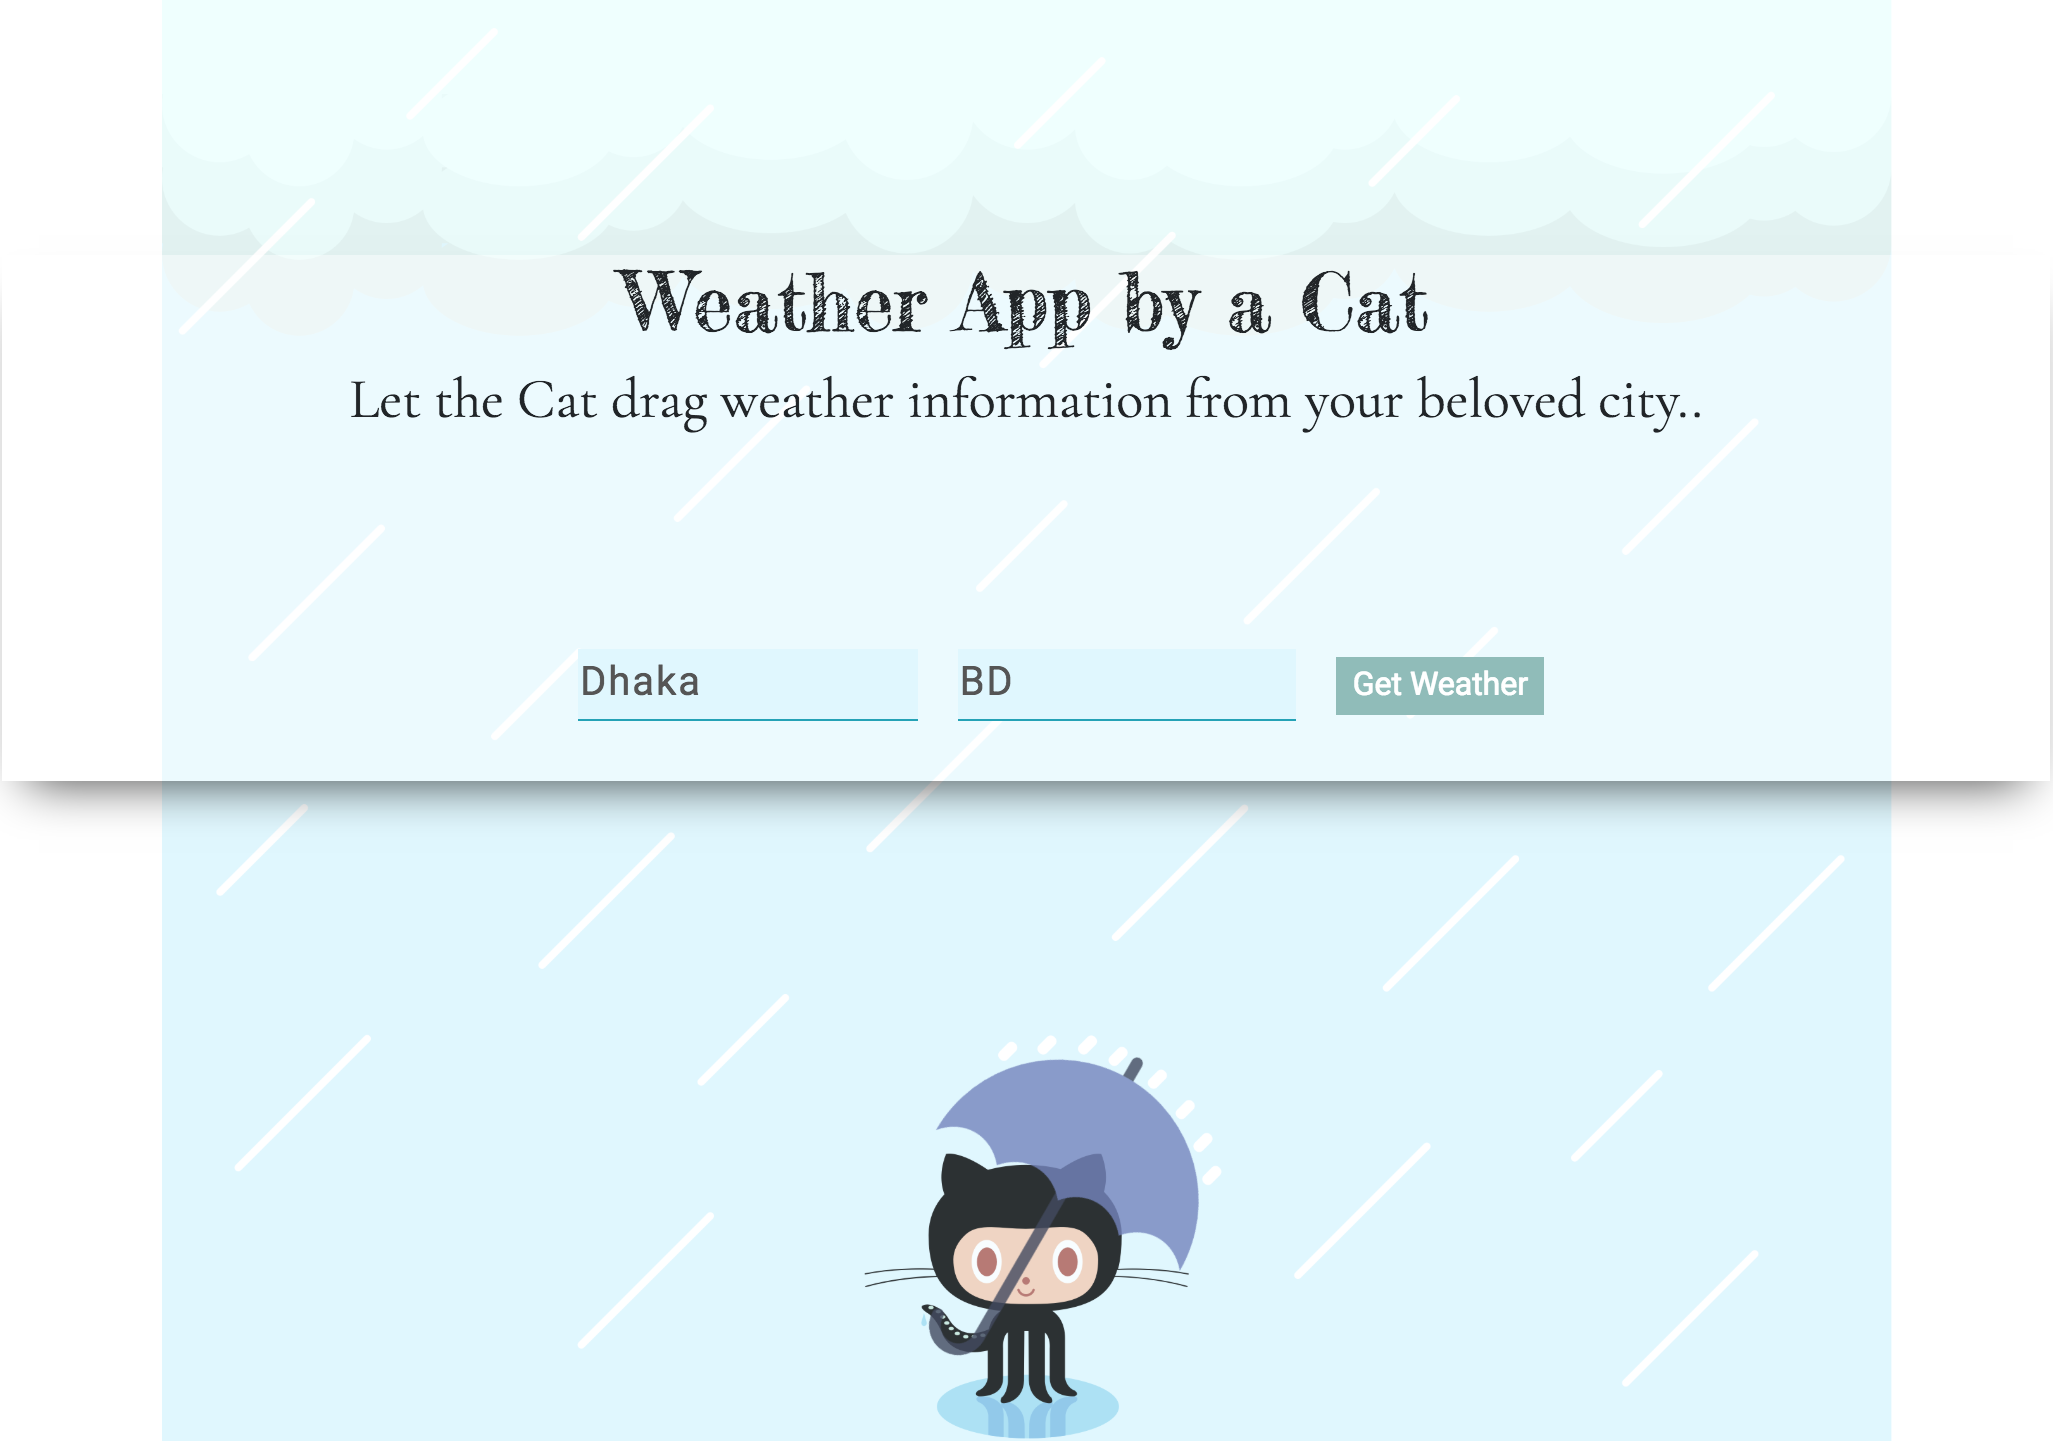 Weather App by a Cat
Let the Cat drag weather information from your beloved city..
Dhaka BD Get Weather